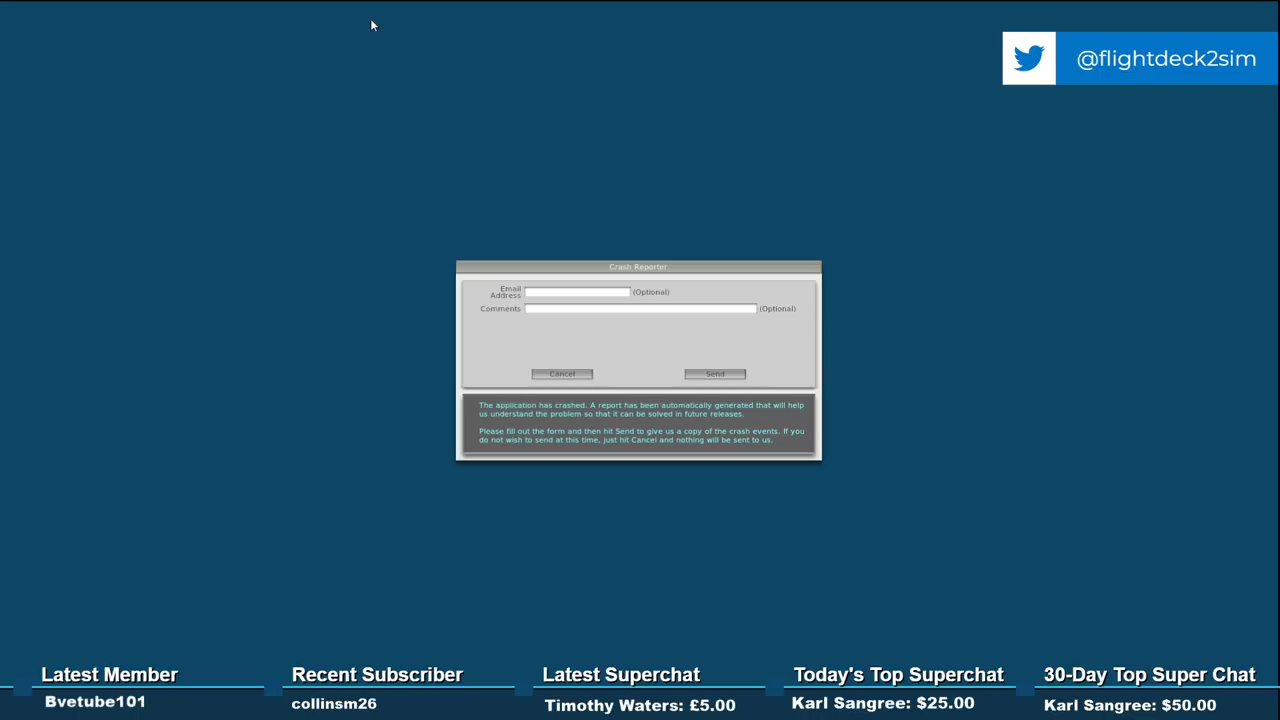 @flightdeck2sim
Crash Reporter
Email
Address
(Optional)
Comments
(Optional)
Cancel
Send
The application has crashed. A report has been automatically generated that will help
us understand the problem so that it can be solved in future releases.
Please fill out the form and then hit Send to give us a copy of the crash events. If you
do not wish to send at this time, just hit Cancel and nothing will be sent to us.
Latest Member
Bvetube101
Recent Subscriber
collinsm26
Latest Superchat
Timothy Waters: £5.00
Today's Top Superchat
Karl Sangree: $25.00
30-Day Top Super Chat
Karl Sangree: $50.00